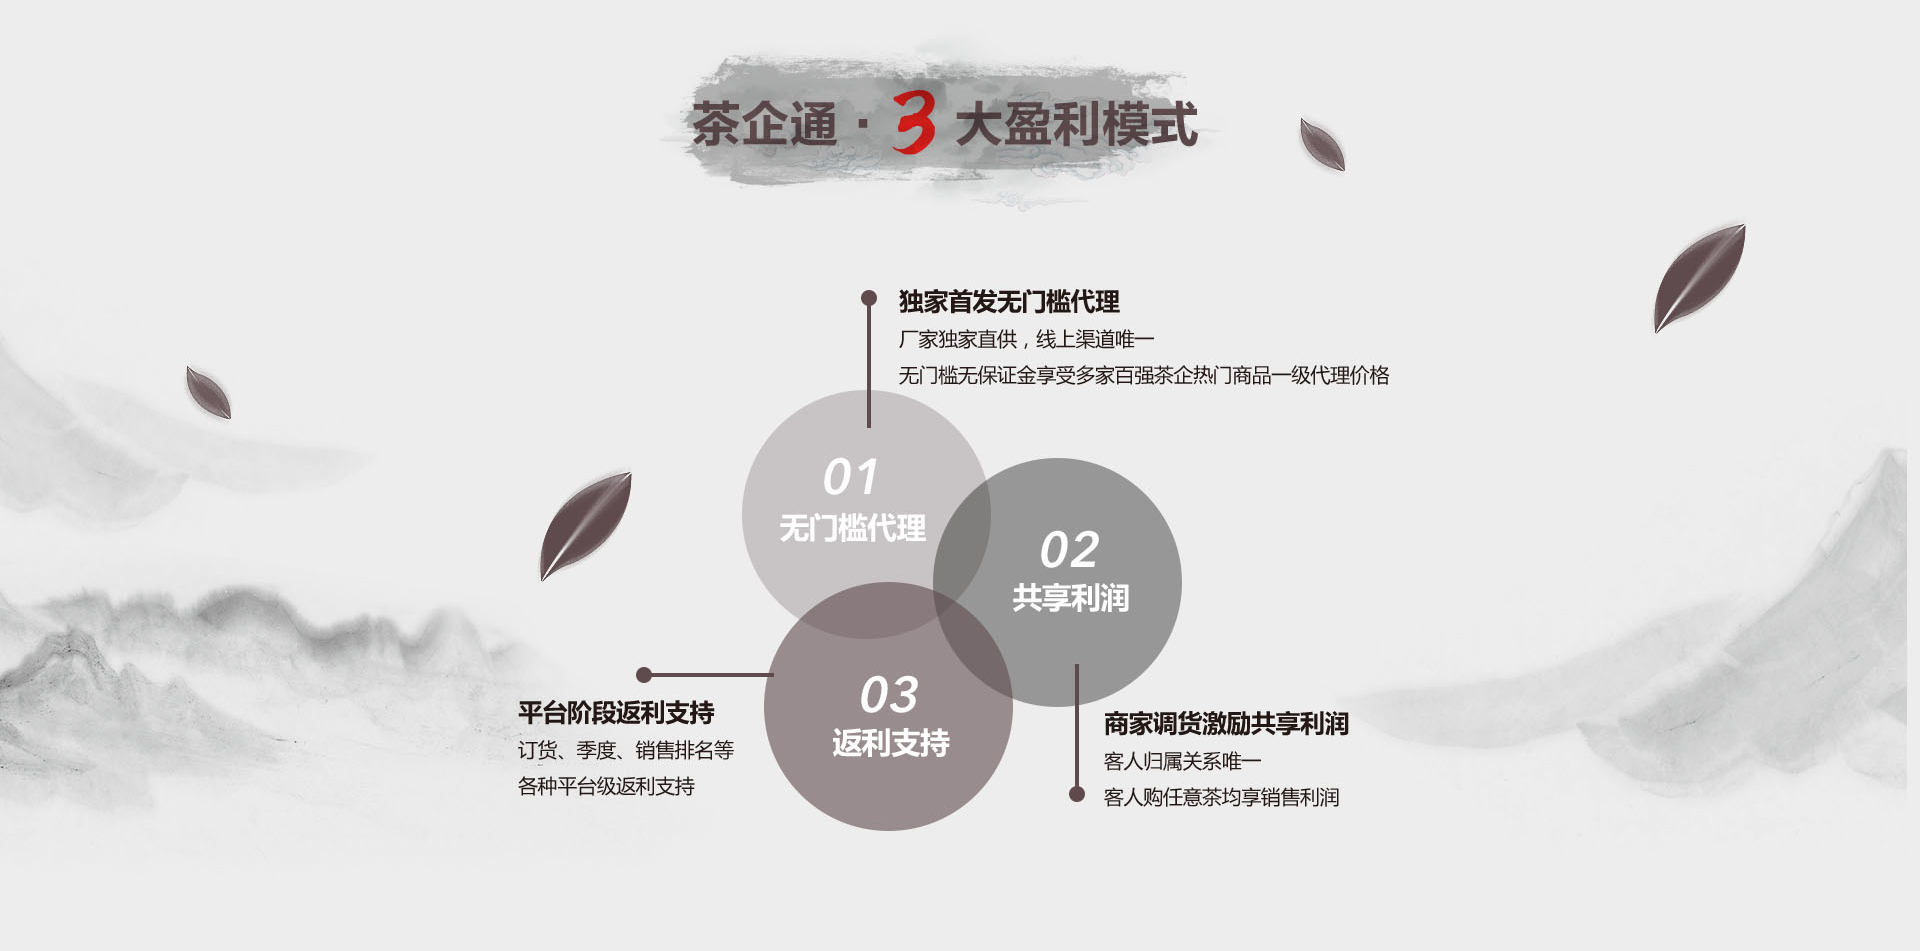 茶企通·3大盈利模式
独家首发无门槛代理
厂家独家直供，线上渠道唯一
无门槛无保证金享受多家百强茶企热门商品一级代理价格
01
无门槛代理
02
共享利润
03
返利支持
平台阶段返利支持
订货、季度、销售排名等
各种平台级返利支持
商家调货激励共享利润
客人归属关系唯一
客人购任意茶均享销售利润